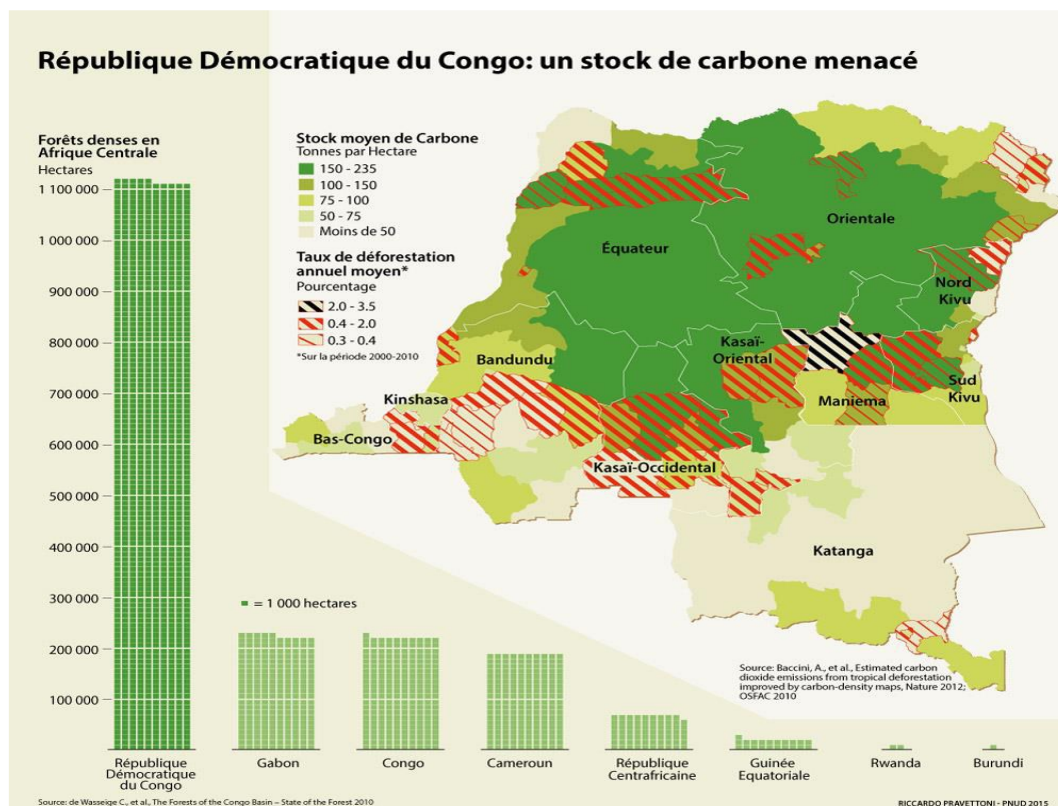 République Démocratique du Congo: un stock de carbone menacé
Forêts denses en
Afrique Centrale
Hectares
1 100 000
1 000 000
900 000
800 000
700 000
600 000
500 000
400 000
300 000
200 000
100 000
Stock moyen de Carbone
Tonnes par Hectare
150 - 235
100 - 150
75 - 100
50 - 75
Moins de 50
Taux de déforestation
annuel moyen*
Pourcentage
2.0 - 3.5
0.4 - 2.0
0.3 - 0.4
*Sur la période 2000-2010
Équateur
Orientale
Nord
Kivu
Kasaï-
Oriental
Bandundu
Maniema
Sud
Kivu
Kinshasa
Bas-Congo
Kasaï-Occidental
Katanga
= 1 000 hectares
Source: Baccini, A., et al., Estimated carbon
dioxide emissions from tropical deforestation
improved by carbon-density maps, Nature 2012;
OSFAC 2010
République
Démocratique
du Congo
Gabon
Congo
Cameroun
République
Centrafricaine
Guinée
Equatoriale
Rwanda
Burundi
Source: de Wasseige C., et al., The Forests of the Congo Basin – State of the Forest 2010
RICCARDO PRAVETTONI - PNUD 2015